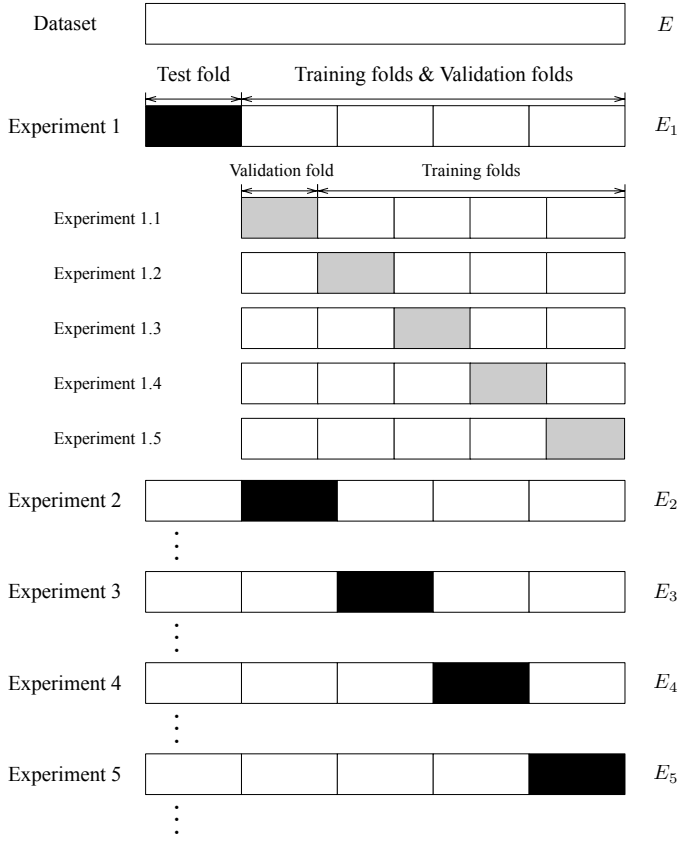 Dataset E
Test fold Training folds & Validation folds
Experiment 1 E₁
Validation fold Training folds
Experiment 1.1
Experiment 1.2
Experiment 1.3
Experiment 1.4
Experiment 1.5
Experiment 2 E₂
Experiment 3 E₃
Experiment 4 E₄
Experiment 5 E₅